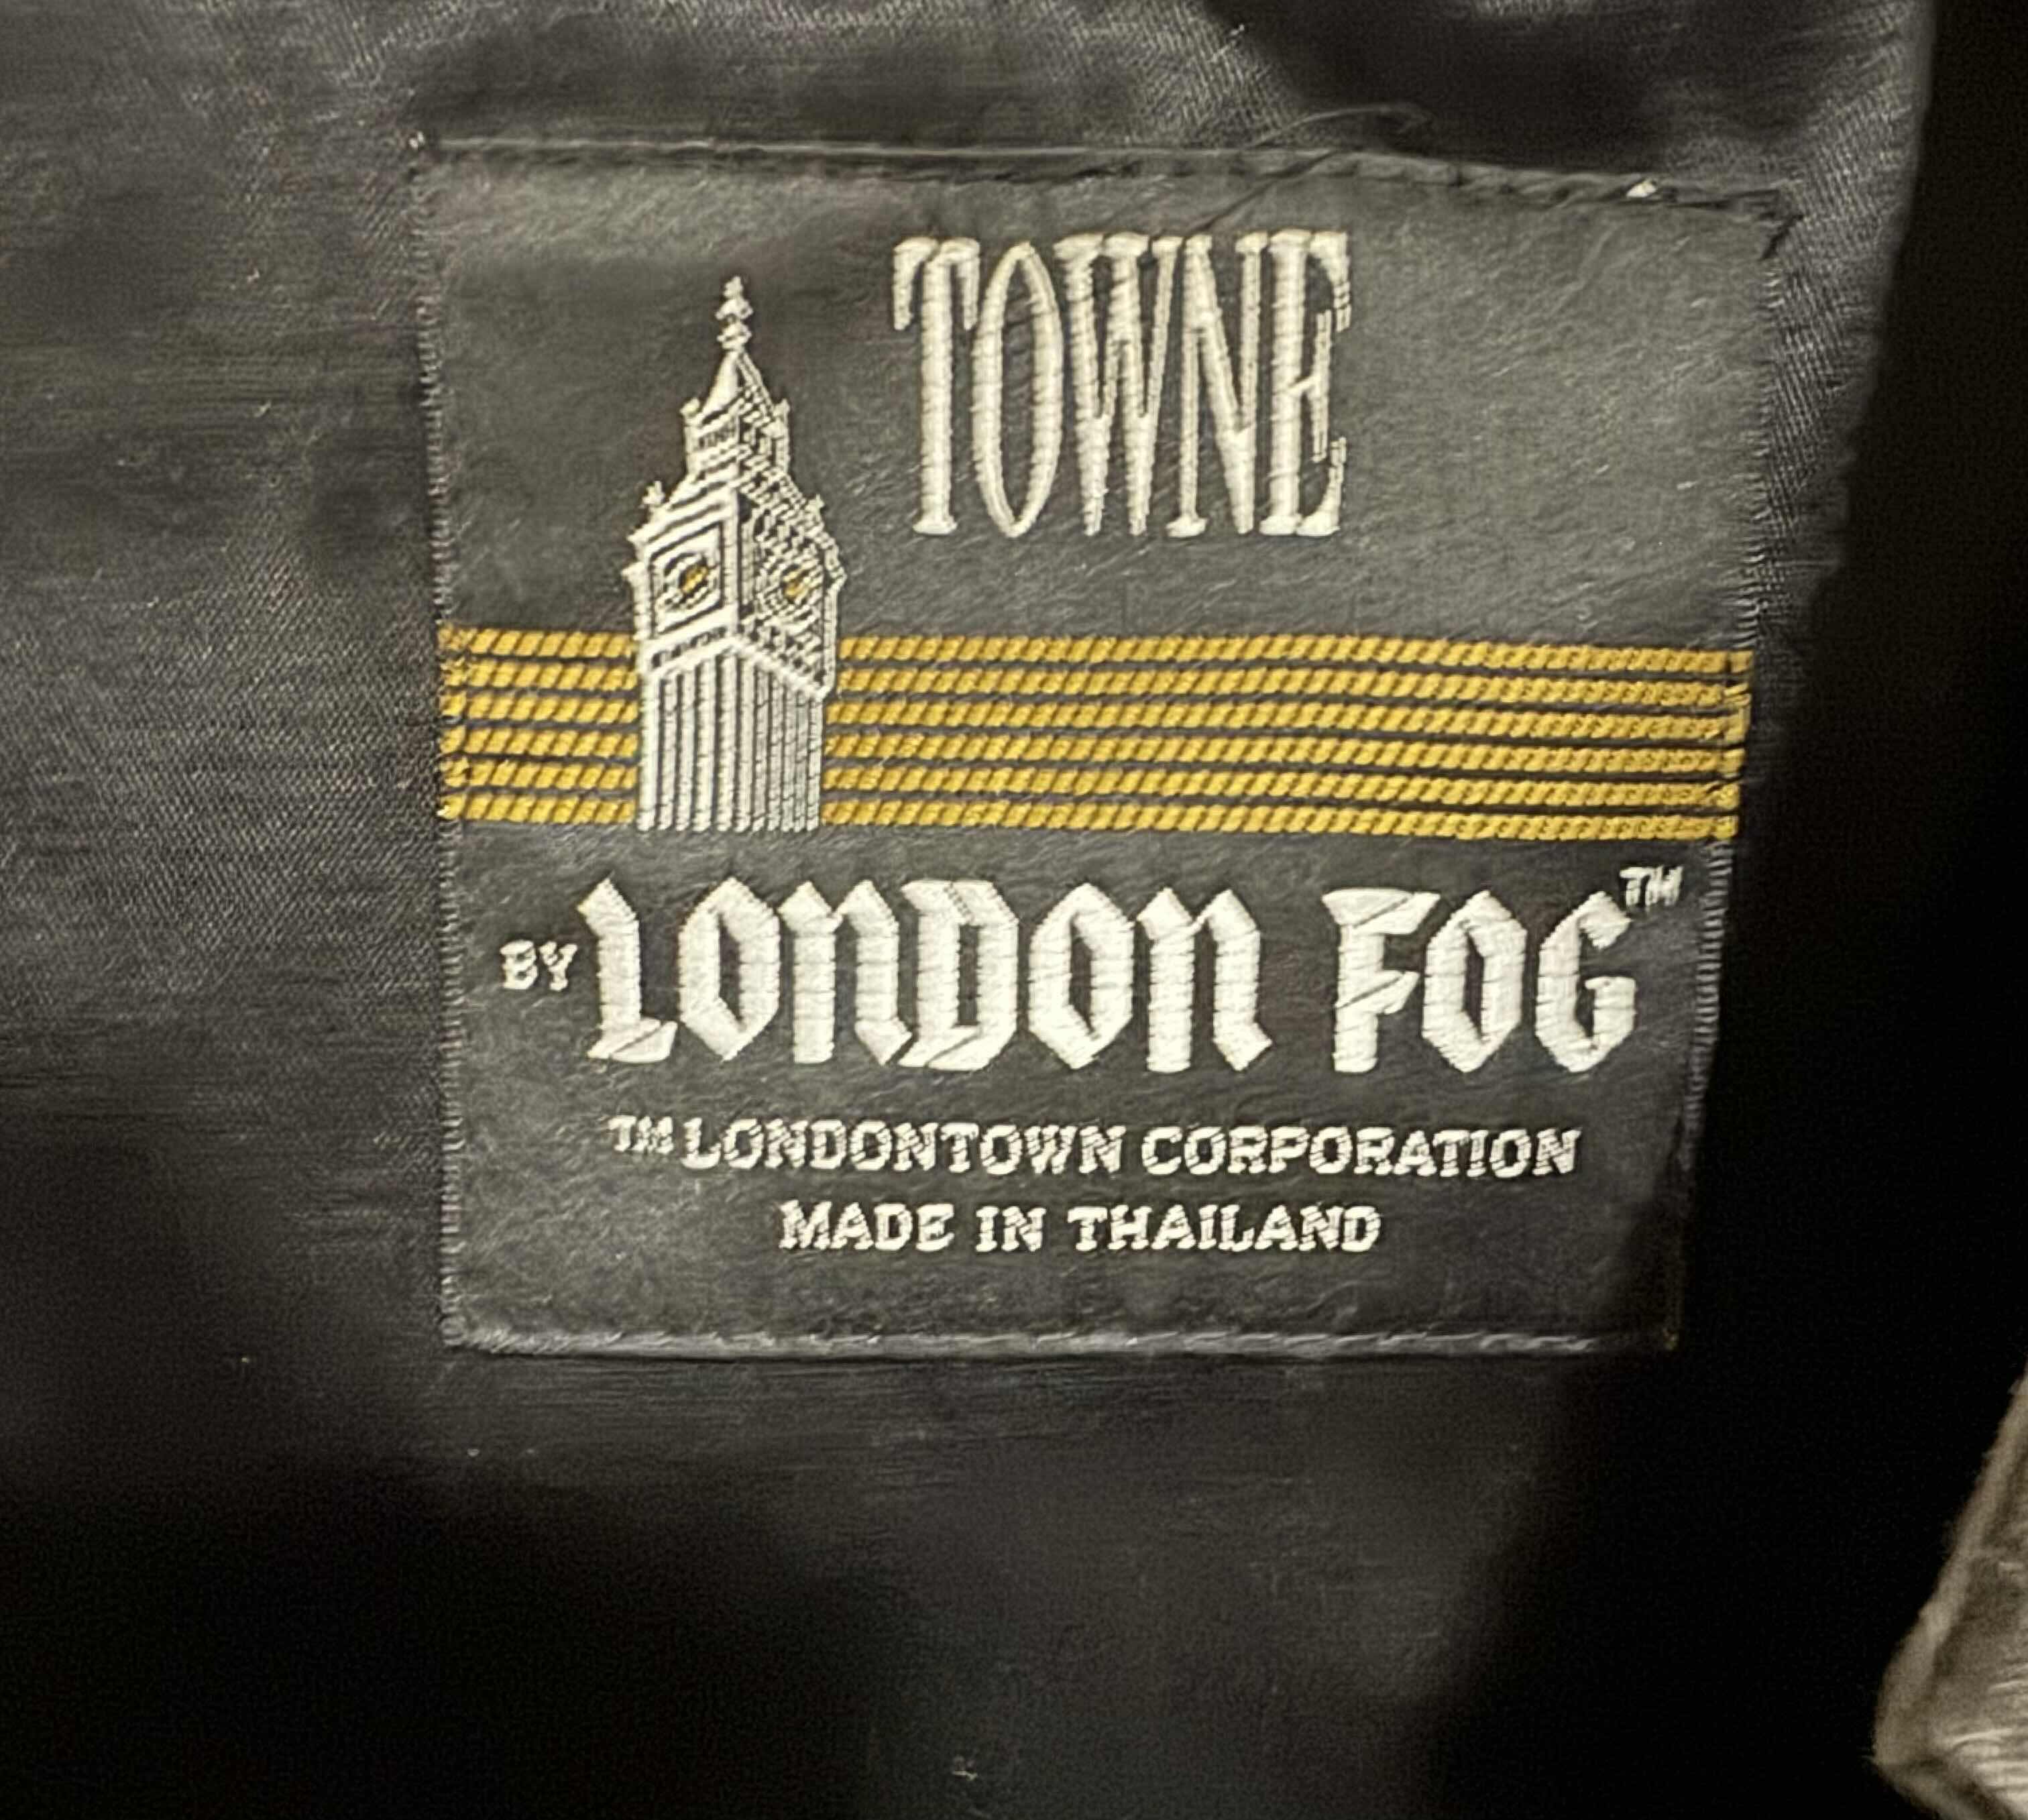 TOWNE
BY LONDON FOG™
™ LONDONTOWN CORPORATION
MADE IN THAILAND